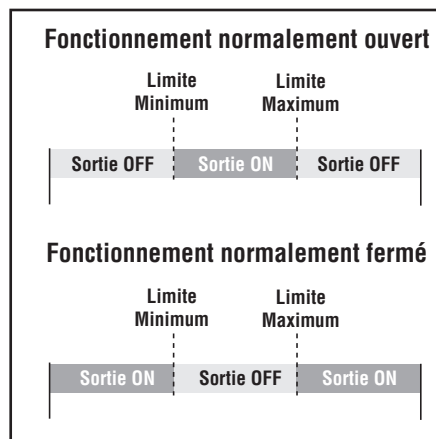 Fonctionnement normalement ouvert
Limite Limite
Minimum Maximum
Sortie OFF Sortie ON Sortie OFF
Fonctionnement normalement fermé
Limite Limite
Minimum Maximum
Sortie ON Sortie OFF Sortie ON